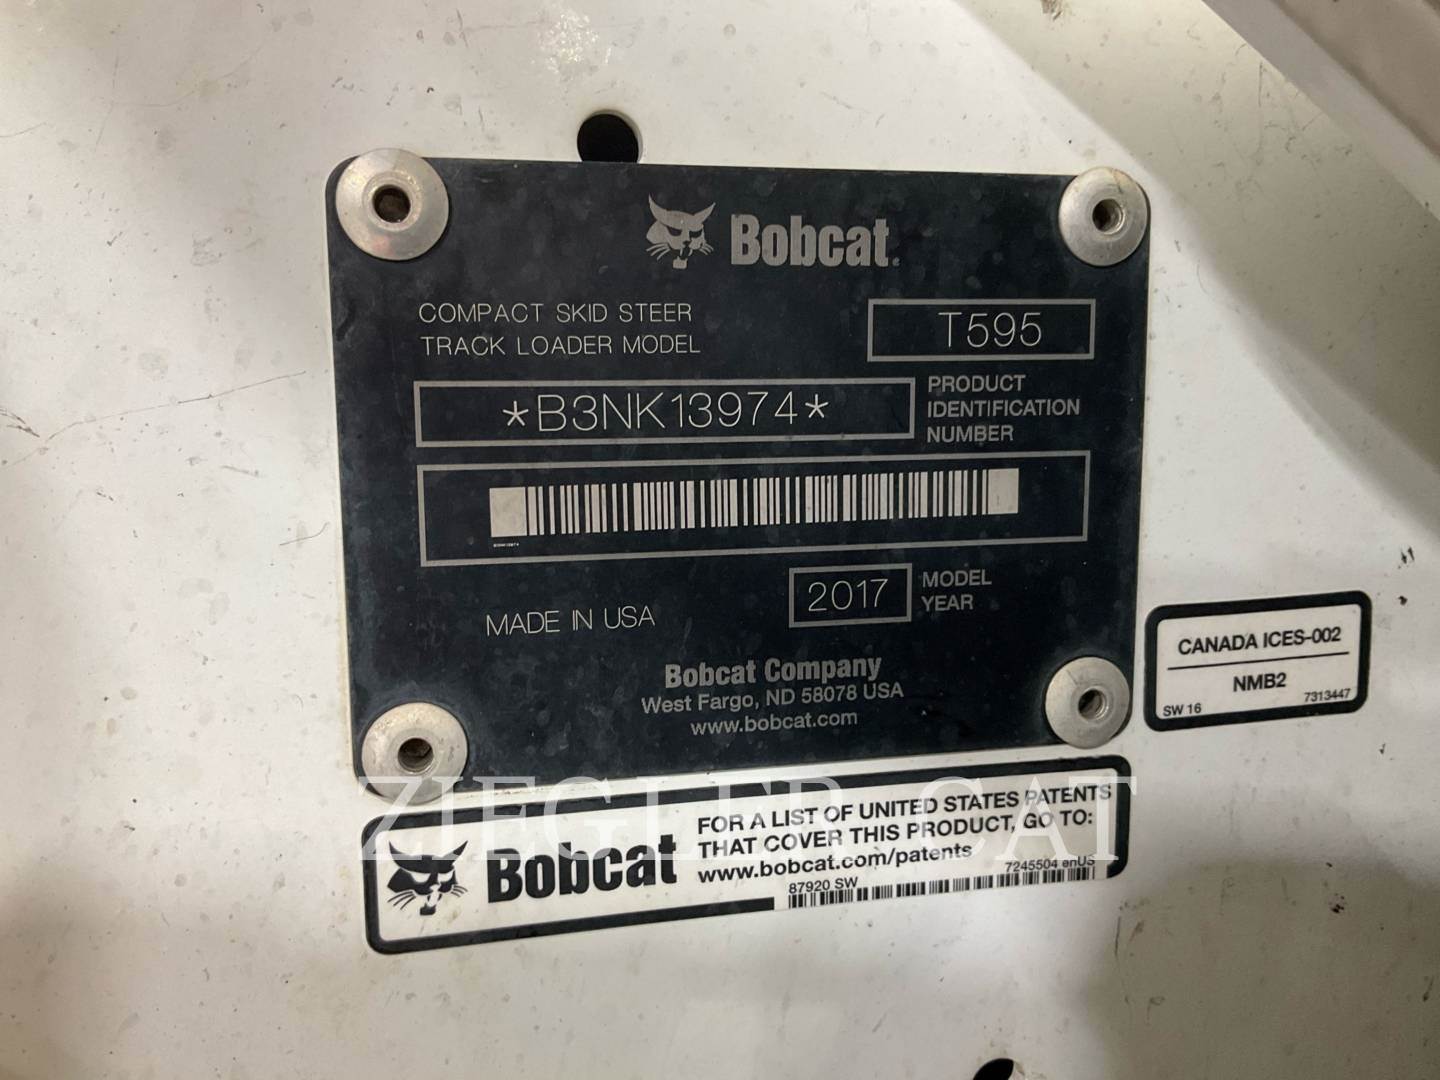 Bobcat.
COMPACT SKID STEER
TRACK LOADER MODEL
T595
*B3NK13974*
PRODUCT
IDENTIFICATION
NUMBER
B3NK13974
MADE IN USA
2017
MODEL
YEAR
Bobcat Company
West Fargo, ND 58078 USA
www.bobcat.com
CANADA ICES-002
NMB2
SW 16
7313447
ZIEGLER CAT
Bobcat
FOR A LIST OF UNITED STATES PATENTS
THAT COVER THIS PRODUCT, GO TO:
www.bobcat.com/patents
87920 SW
7245504 enUS